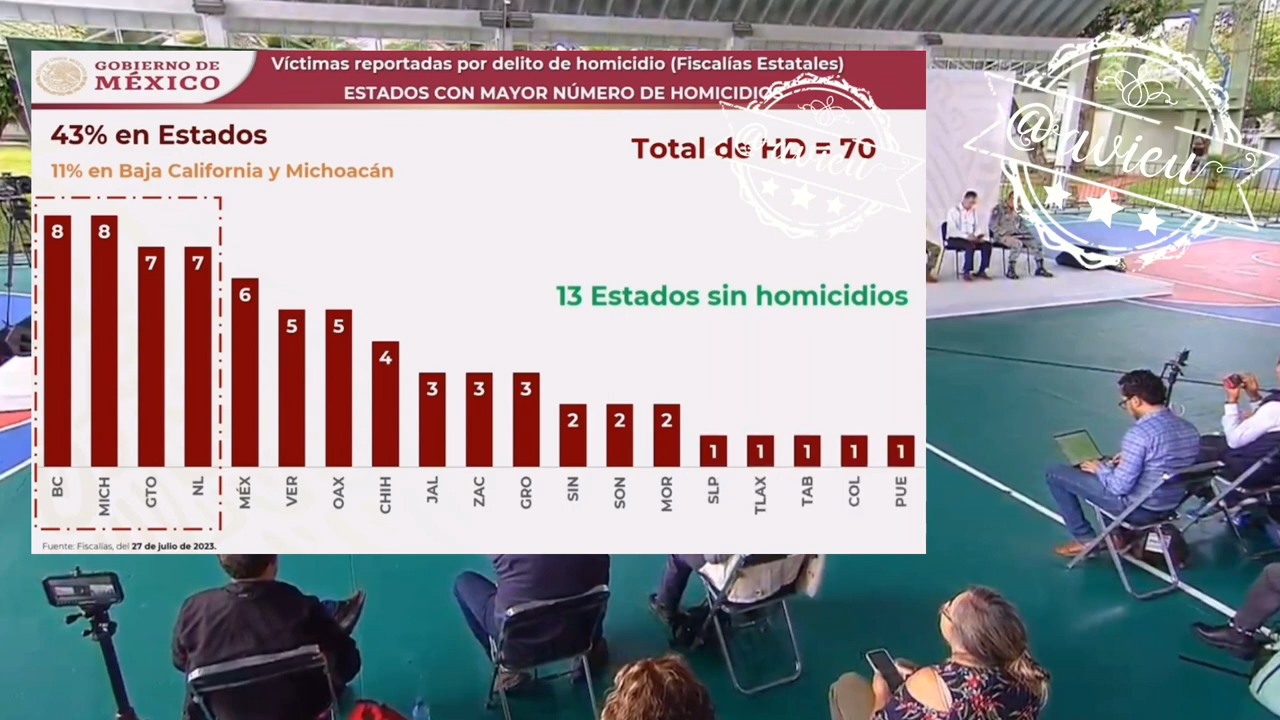 GOBIERNO DE
MÉXICO
Víctimas reportadas por delito de homicidio (Fiscalías Estatales)
ESTADOS CON MAYOR NÚMERO DE HOMICIDIOS
43% en Estados
11% en Baja California y Michoacán
Total de HD = 70
13 Estados sin homicidios
8 8 7 7 6 5 5 4 3 3 3 2 2 2 1 1 1 1 1
BC MICH GTO NL MÉX VER OAX CHIH JAL ZAC GRO SIN SON MOR SLP TLAX TAB COL PUE
Fuente: Fiscalías, del 27 de julio de 2023.